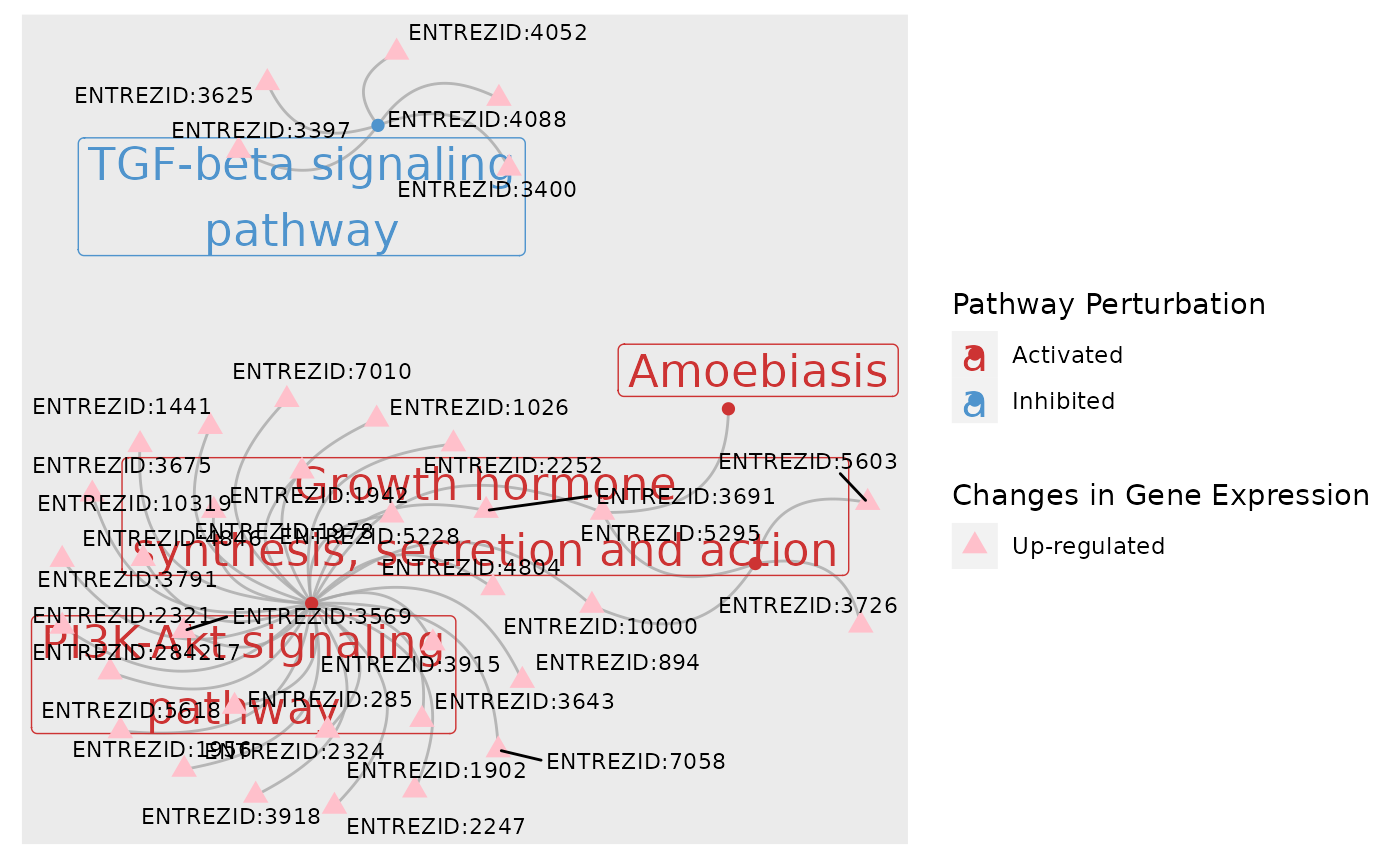 ENTREZID:4052
ENTREZID:3625
ENTREZID:4088
ENTREZID:3397
TGF-beta signaling
pathway
ENTREZID:3400
Amoebiasis
ENTREZID:7010
ENTREZID:1441
ENTREZID:1026
ENTREZID:3675
ENTREZID:2252
ENTREZID:5603
Growth hormone
synthesis, secretion and action
ENTREZID:10319
ENTREZID:1942
ENTREZID:3691
ENTREZID:1978
ENTREZID:4846
ENTREZID:5228
ENTREZID:5295
ENTREZID:3791
ENTREZID:4804
ENTREZID:2321
ENTREZID:3569
ENTREZID:3726
ENTREZID:10000
PI3K-Akt signaling
pathway
ENTREZID:284217
ENTREZID:3915
ENTREZID:894
ENTREZID:285
ENTREZID:3643
ENTREZID:5618
ENTREZID:1956
ENTREZID:2324
ENTREZID:7058
ENTREZID:1902
ENTREZID:3918
ENTREZID:2247
Pathway Perturbation
a Activated
a Inhibited
Changes in Gene Expression
Up-regulated